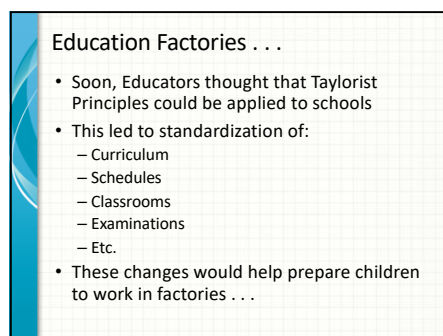 Education Factories . . .
• Soon, Educators thought that Taylorist
Principles could be applied to schools
• This led to standardization of:
– Curriculum
– Schedules
– Classrooms
– Examinations
– Etc.
• These changes would help prepare children
to work in factories . . .